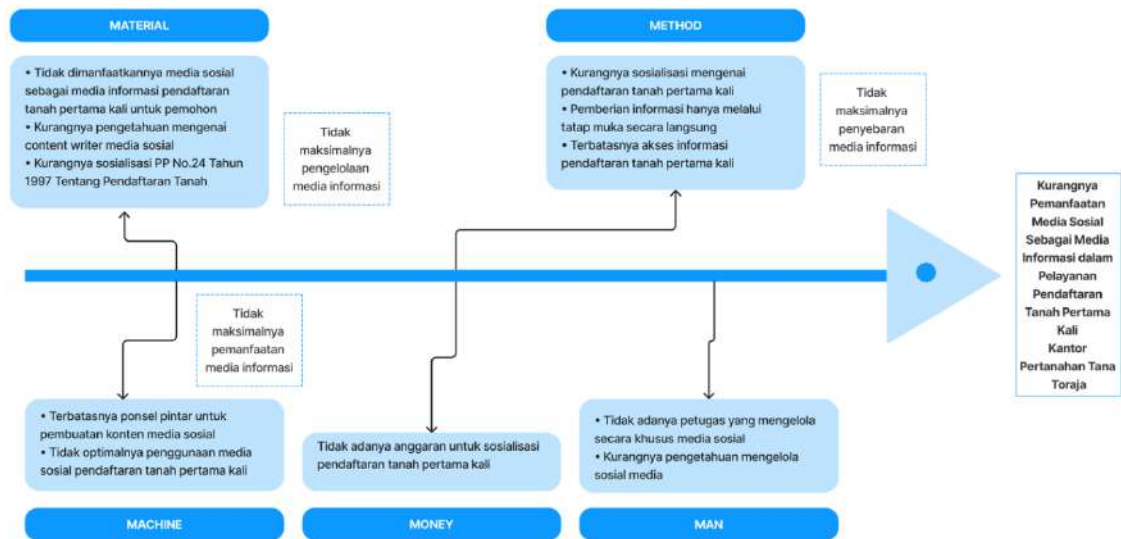 MATERIAL
• Tidak dimanfaatkannya media sosial
sebagai media informasi pendaftaran
tanah pertama kali untuk pemohon
• Kurangnya pengetahuan mengenai
content writer media sosial
• Kurangnya sosialisasi PP No.24 Tahun
1997 Tentang Pendaftaran Tanah
Tidak
maksimalnya
pengelolaan
media informasi
METHOD
• Kurangnya sosialisasi mengenai
pendaftaran tanah pertama kali
• Pemberian informasi hanya melalui
tatap muka secara langsung
• Terbatasnya akses informasi
pendaftaran tanah pertama kali
Tidak
maksimalnya
penyebaran
media informasi
Kurangnya
Pemanfaatan
Media Sosial
Sebagai Media
Informasi dalam
Pelayanan
Pendaftaran
Tanah Pertama
Kali
Kantor
Pertanahan Tana
Toraja
Tidak
maksimalnya
pemanfaatan
media informasi
• Terbatasnya ponsel pintar untuk
pembuatan konten media sosial
• Tidak optimalnya penggunaan media
sosial pendaftaran tanah pertama kali
MACHINE
Tidak adanya anggaran untuk sosialisasi
pendaftaran tanah pertama kali
MONEY
• Tidak adanya petugas yang mengelola
secara khusus media sosial
• Kurangnya pengetahuan mengelola
sosial media
MAN